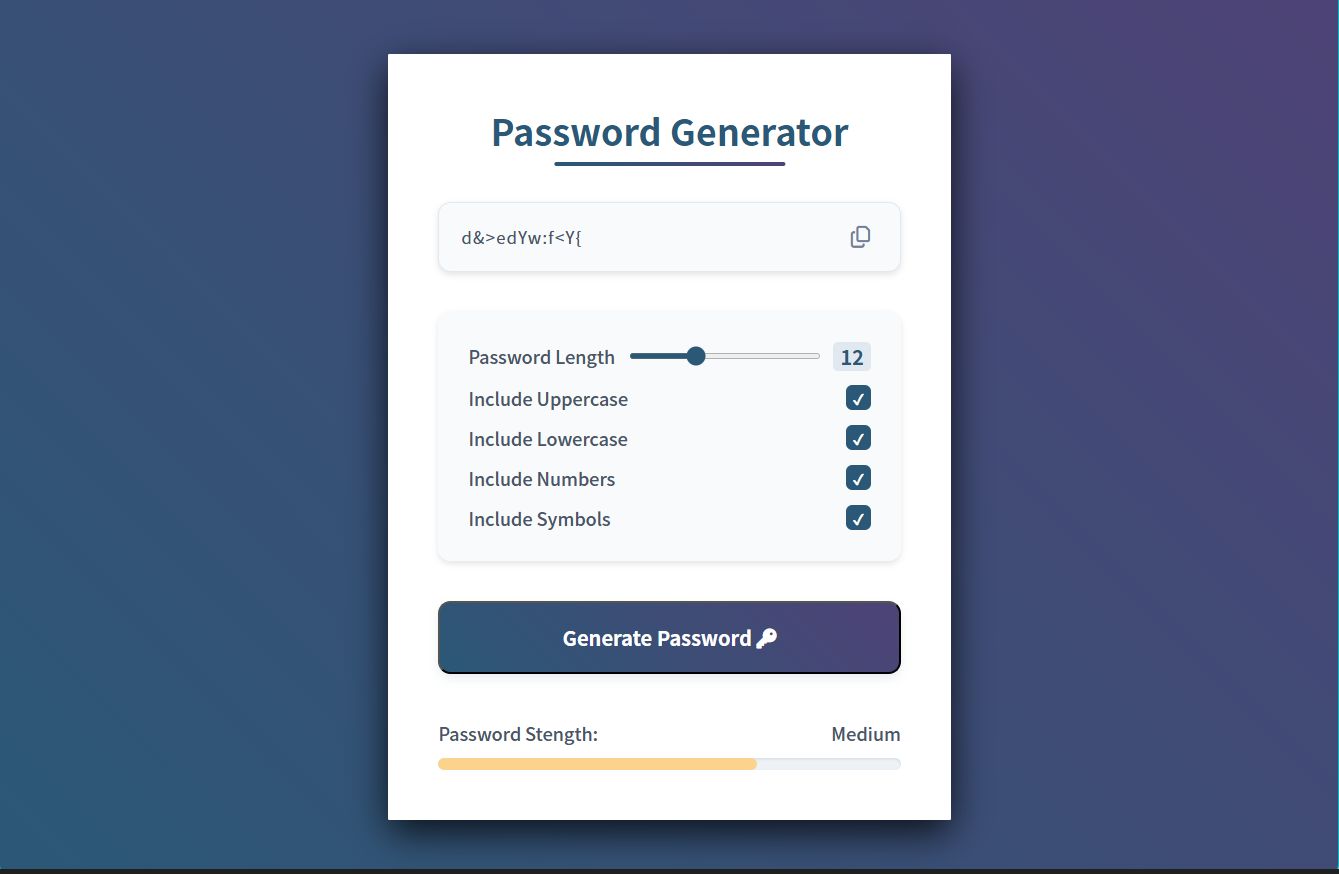 Password Generator
d&>edYw:f<Y{
Password Length 12
Include Uppercase ✓
Include Lowercase ✓
Include Numbers ✓
Include Symbols ✓
Generate Password 🔑
Password Stength: Medium